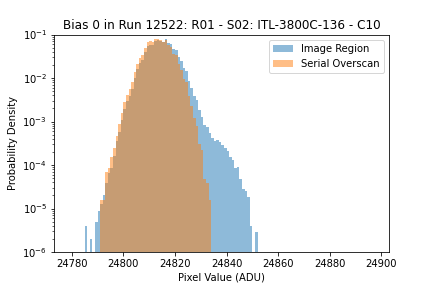 Bias 0 in Run 12522: R01 - S02: ITL-3800C-136 - C10
Image Region
Serial Overscan
Probability Density
10⁻¹
10⁻²
10⁻³
10⁻⁴
10⁻⁵
10⁻⁶
24780 24800 24820 24840 24860 24880 24900
Pixel Value (ADU)